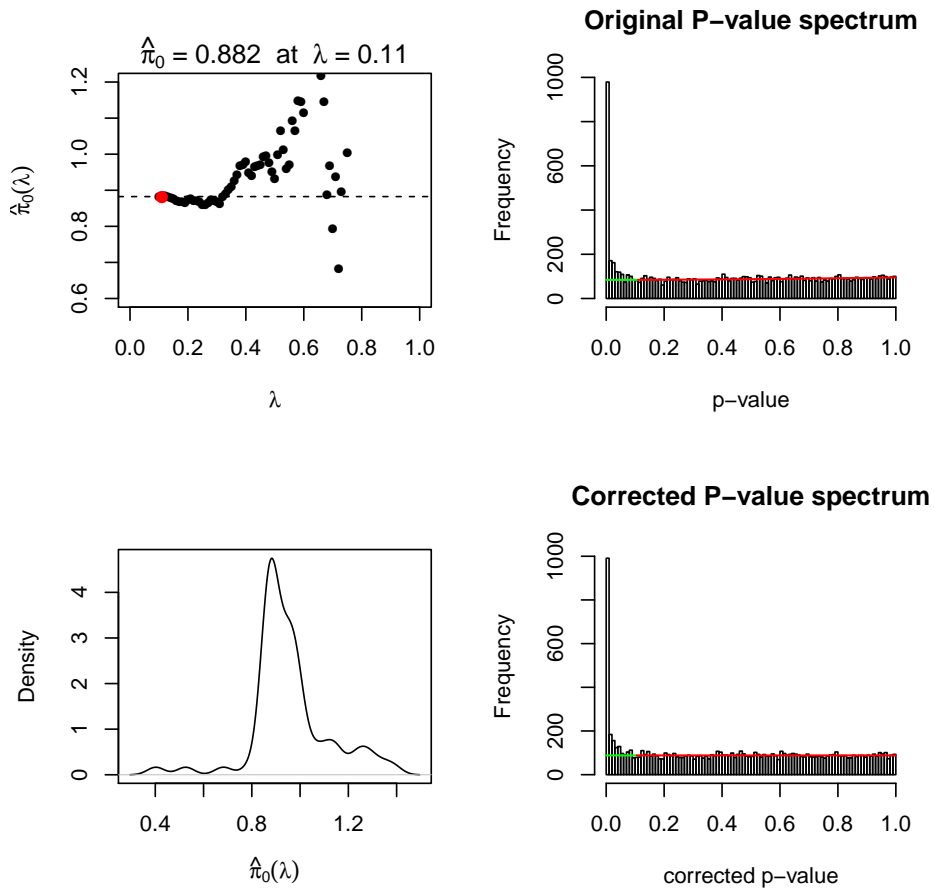 π̂₀ = 0.882 at λ = 0.11
π̂₀(λ)
1.2
1.0
0.8
0.6
0.0 0.2 0.4 0.6 0.8 1.0
λ
Original P−value spectrum
Frequency
1000
600
200
0
0.0 0.2 0.4 0.6 0.8 1.0
p−value
Density
4
3
2
1
0
0.4 0.8 1.2
π̂₀(λ)
Corrected P−value spectrum
Frequency
1000
600
200
0
0.0 0.2 0.4 0.6 0.8 1.0
corrected p−value